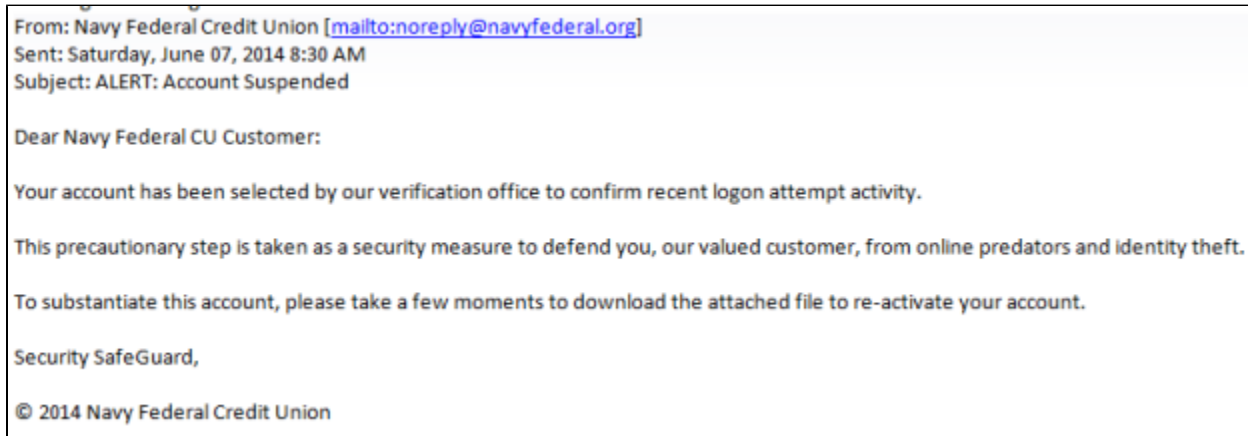 From: Navy Federal Credit Union [mailto:noreply@navyfederal.org]
Sent: Saturday, June 07, 2014 8:30 AM
Subject: ALERT: Account Suspended
Dear Navy Federal CU Customer:
Your account has been selected by our verification office to confirm recent logon attempt activity.
This precautionary step is taken as a security measure to defend you, our valued customer, from online predators and identity theft.
To substantiate this account, please take a few moments to download the attached file to re-activate your account.
Security SafeGuard,
© 2014 Navy Federal Credit Union